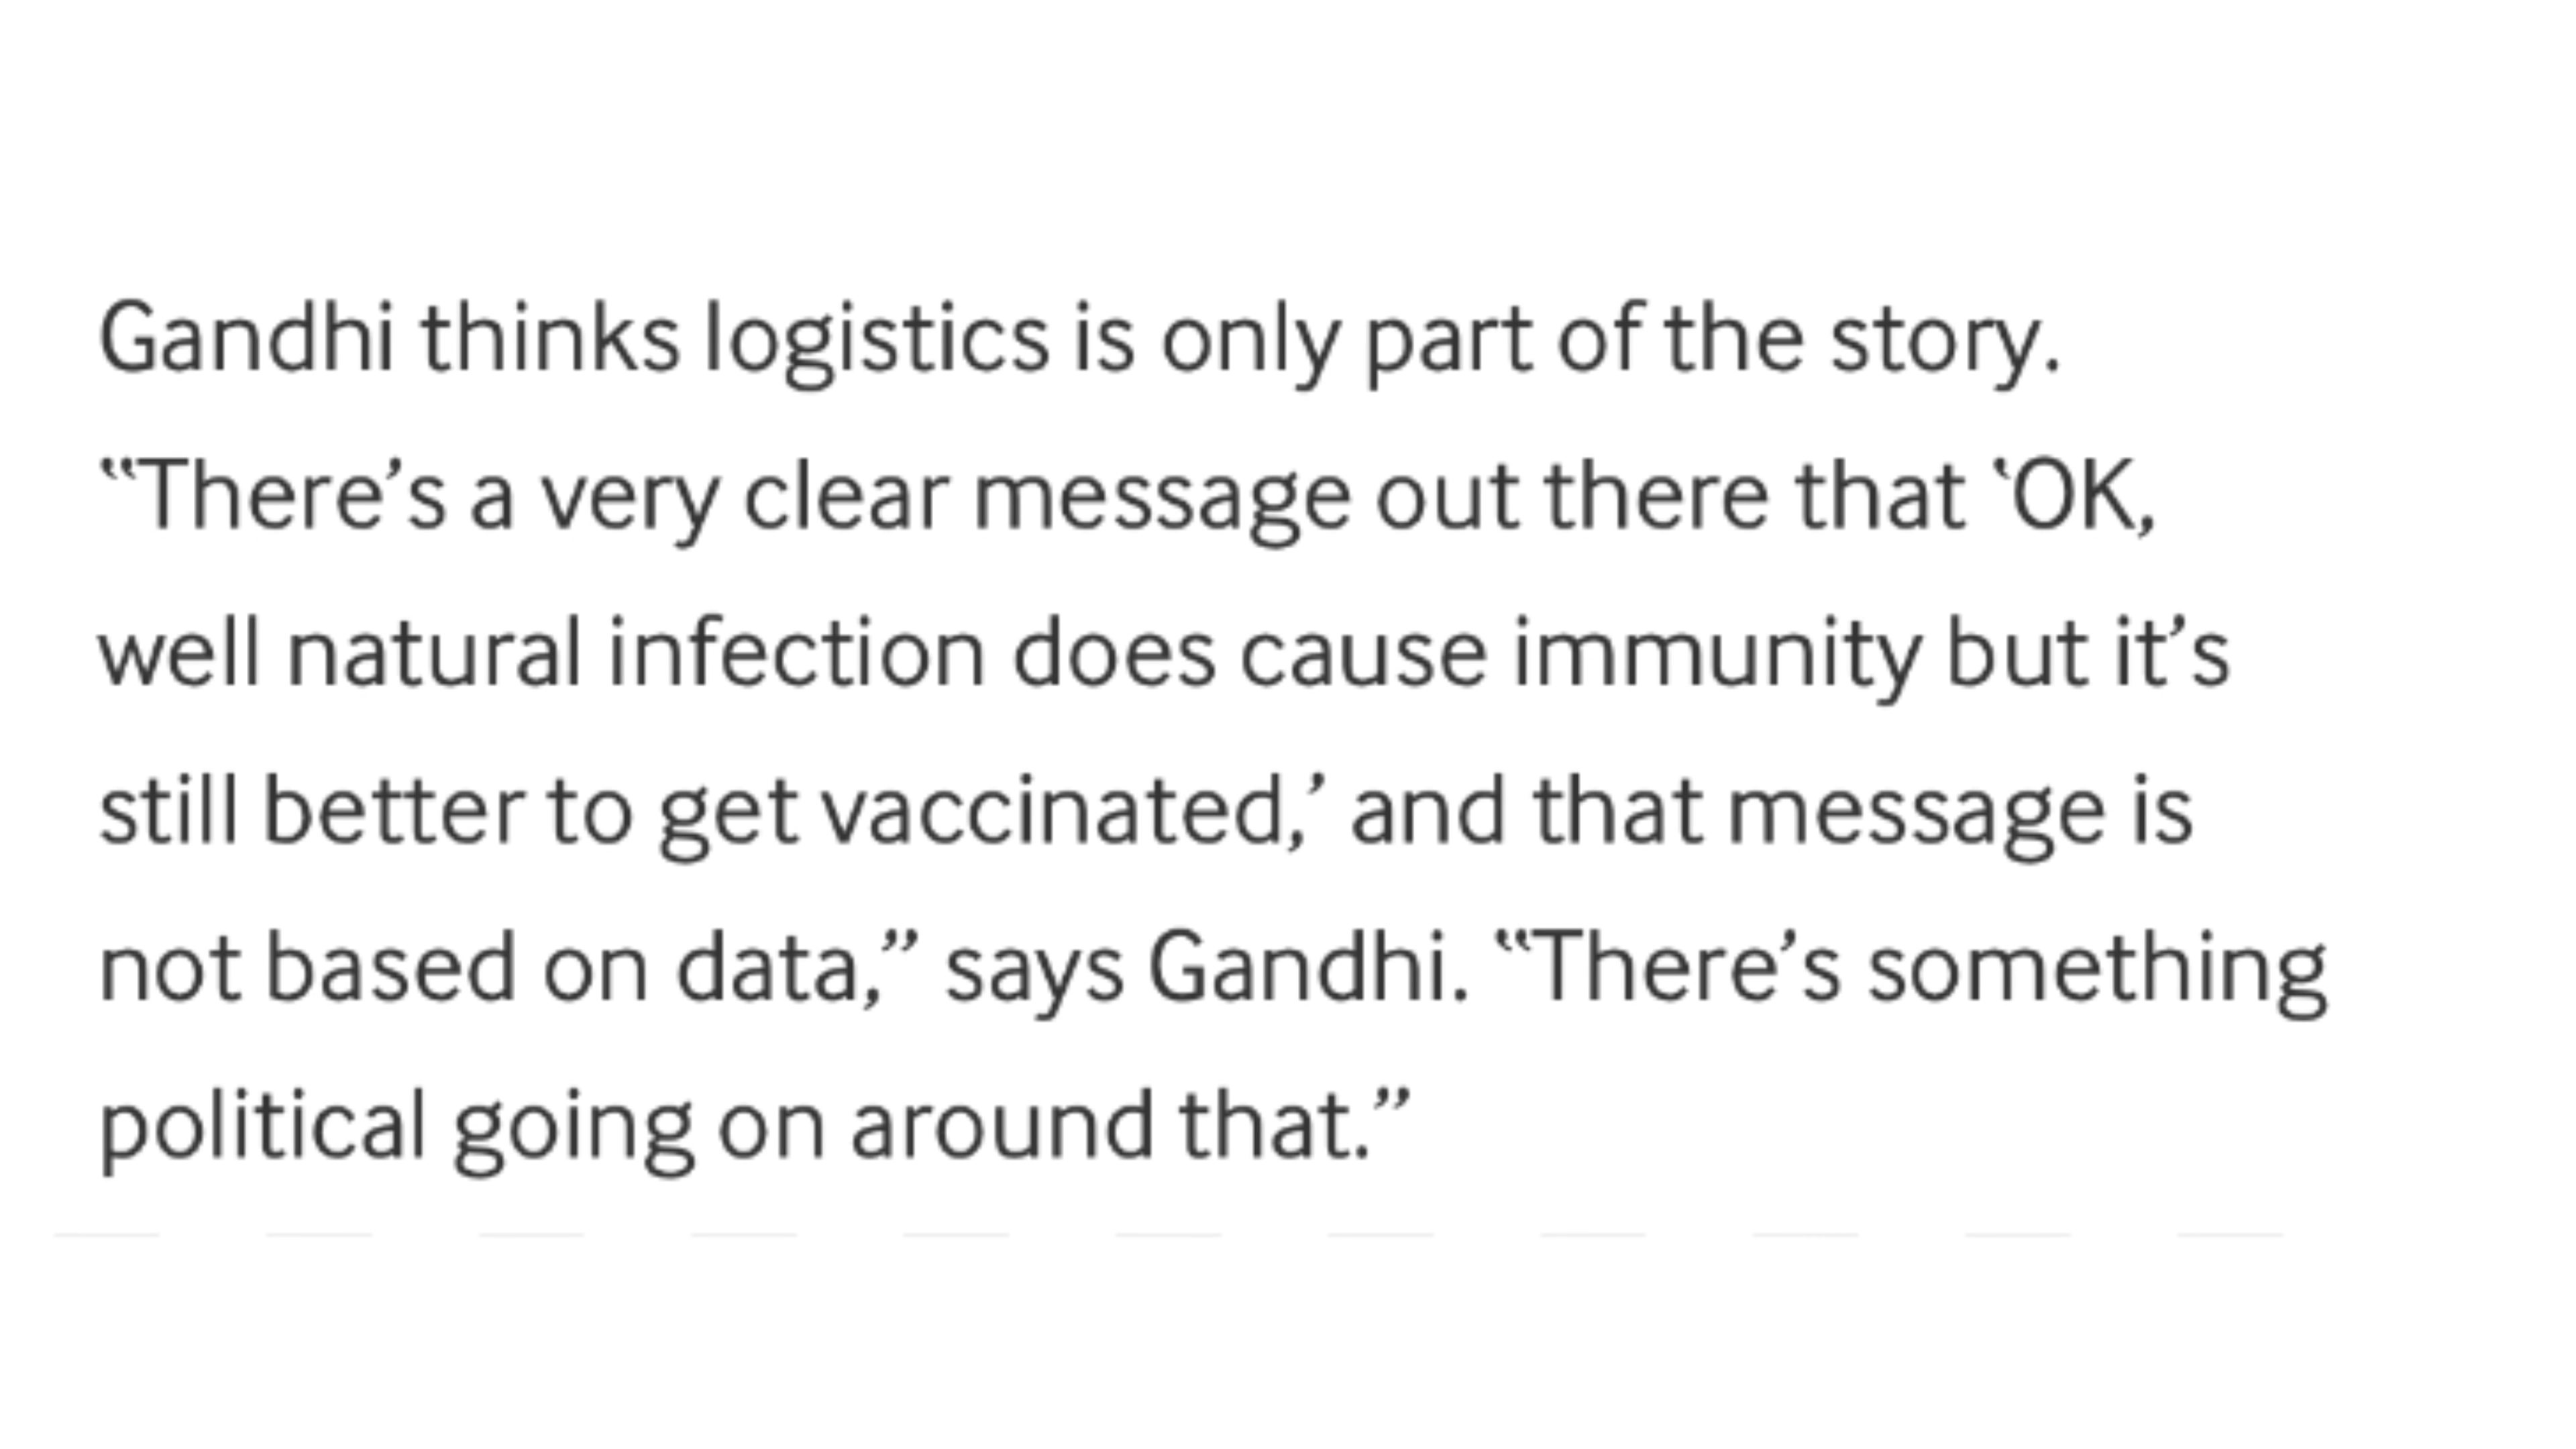 Gandhi thinks logistics is only part of the story.
“There’s a very clear message out there that ‘OK,
well natural infection does cause immunity but it’s
still better to get vaccinated,’ and that message is
not based on data,” says Gandhi. “There’s something
political going on around that.”